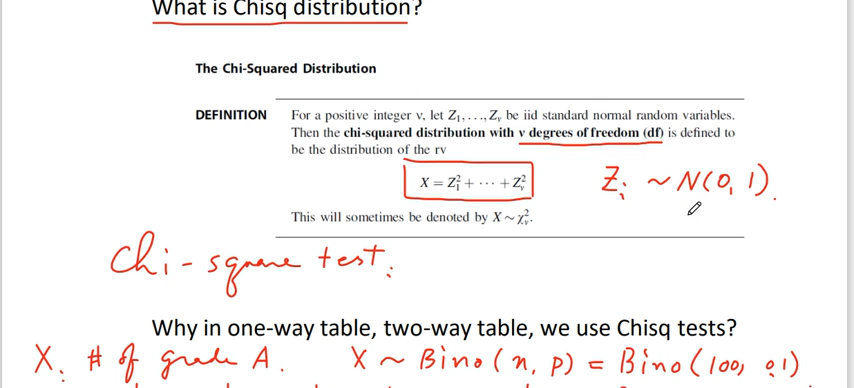 What is Chisq distribution?
The Chi-Squared Distribution
DEFINITION For a positive integer ν, let Z₁, . . . , Zᵥ be iid standard normal random variables.
Then the chi-squared distribution with ν degrees of freedom (df) is defined to
be the distribution of the rv
X = Z₁² + ··· + Zᵥ² Zᵢ ~ N(0, 1).
This will sometimes be denoted by X ~ χᵥ².
Chi-square test.
Why in one-way table, two-way table, we use Chisq tests?
X: # of grade A. X ~ Bino(n, p) = Bino(100, 0.1)